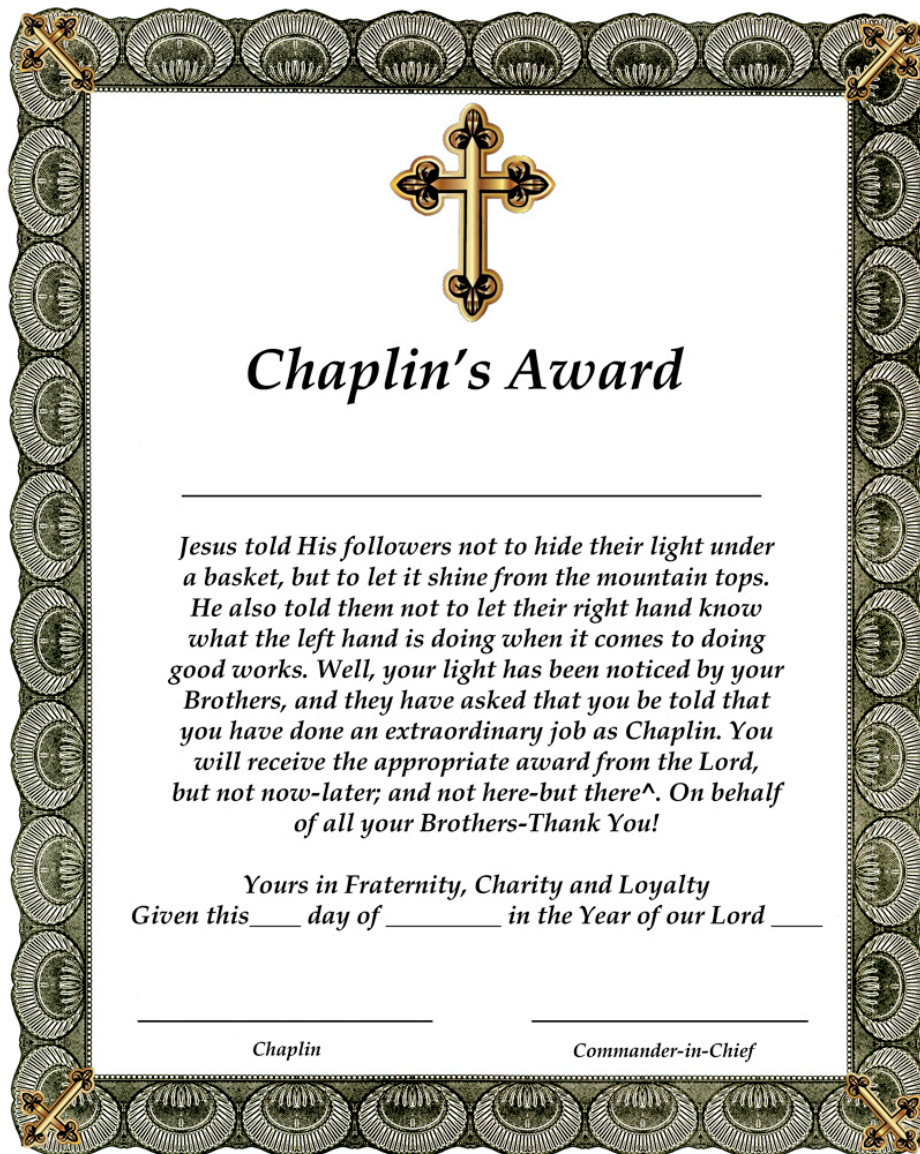 Chaplin's Award
Jesus told His followers not to hide their light under
a basket, but to let it shine from the mountain tops.
He also told them not to let their right hand know
what the left hand is doing when it comes to doing
good works. Well, your light has been noticed by your
Brothers, and they have asked that you be told that
you have done an extraordinary job as Chaplin. You
will receive the appropriate award from the Lord,
but not now-later; and not here-but there^. On behalf
of all your Brothers-Thank You!
Yours in Fraternity, Charity and Loyalty
Given this____ day of _________ in the Year of our Lord ____
Chaplin
Commander-in-Chief